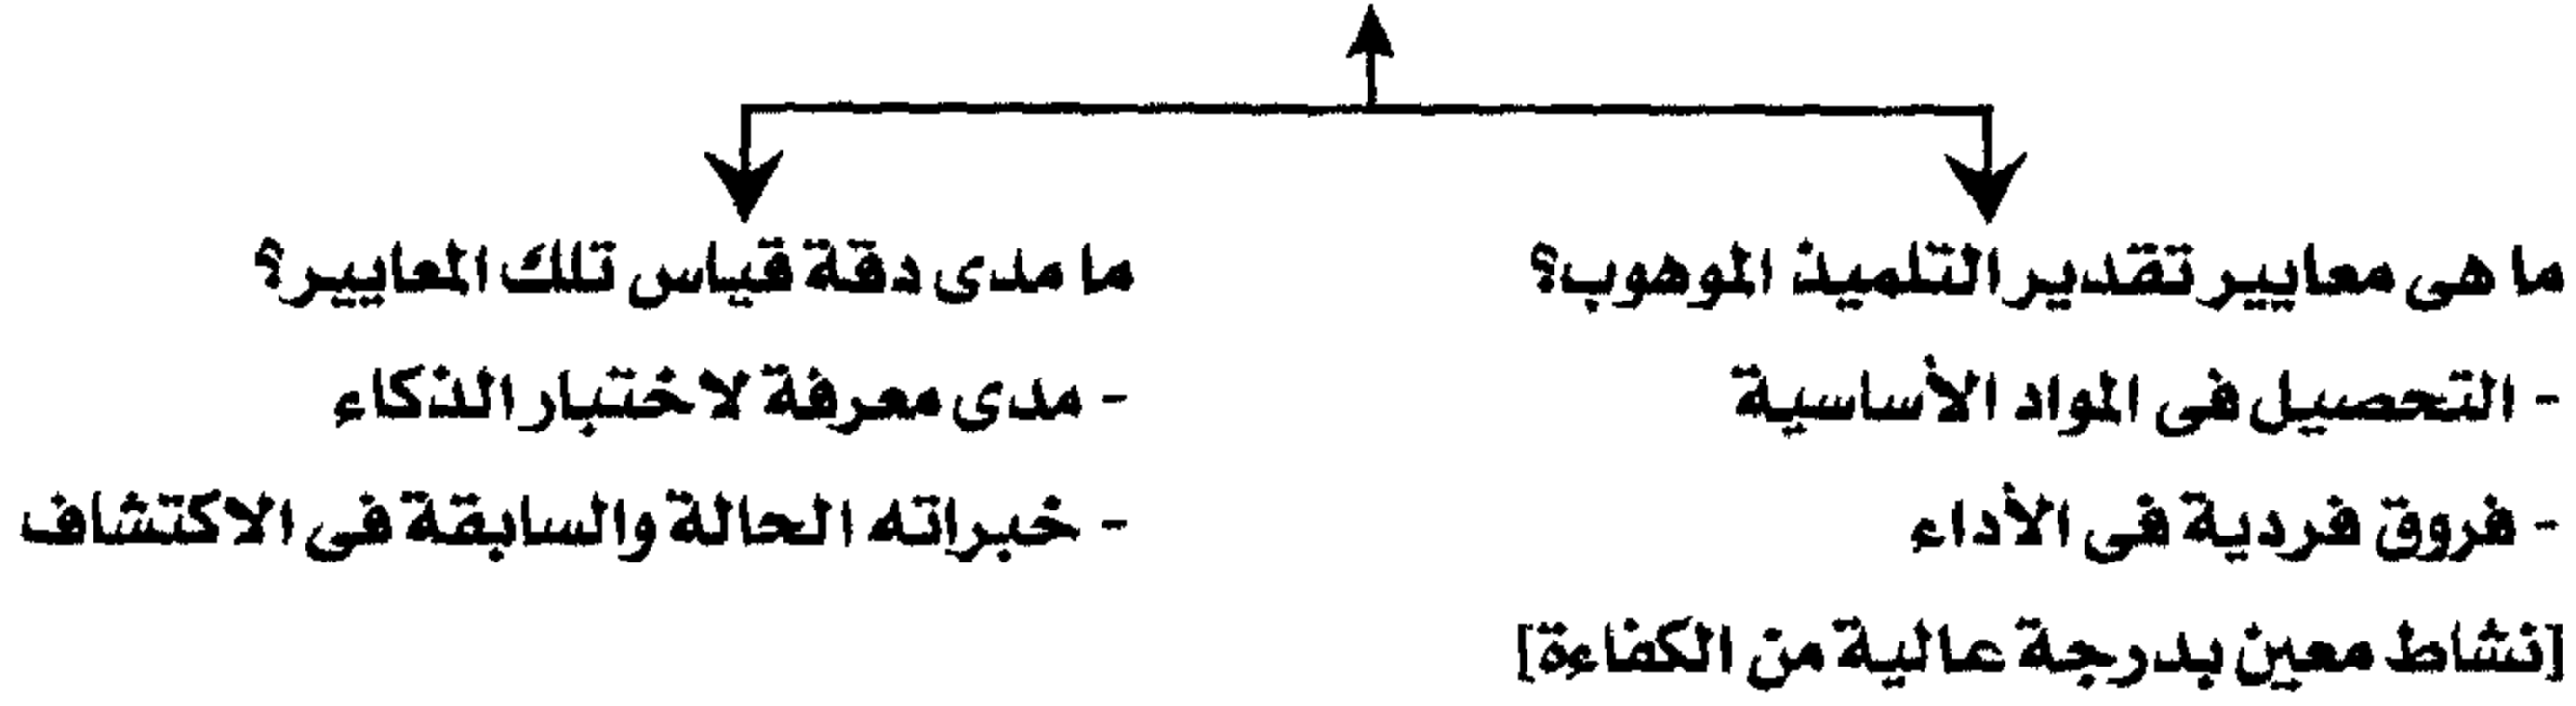 ما هى معايير تقدير التلميذ الموهوب؟
- التحصيل فى المواد الأساسية
- فروق فردية فى الأداء
[نشاط معين بدرجة عالية من الكفاءة]
ما مدى دقة قياس تلك المعايير؟
- مدى معرفة لاختبار الذكاء
- خبراته الحالة والسابقة فى الاكتشاف